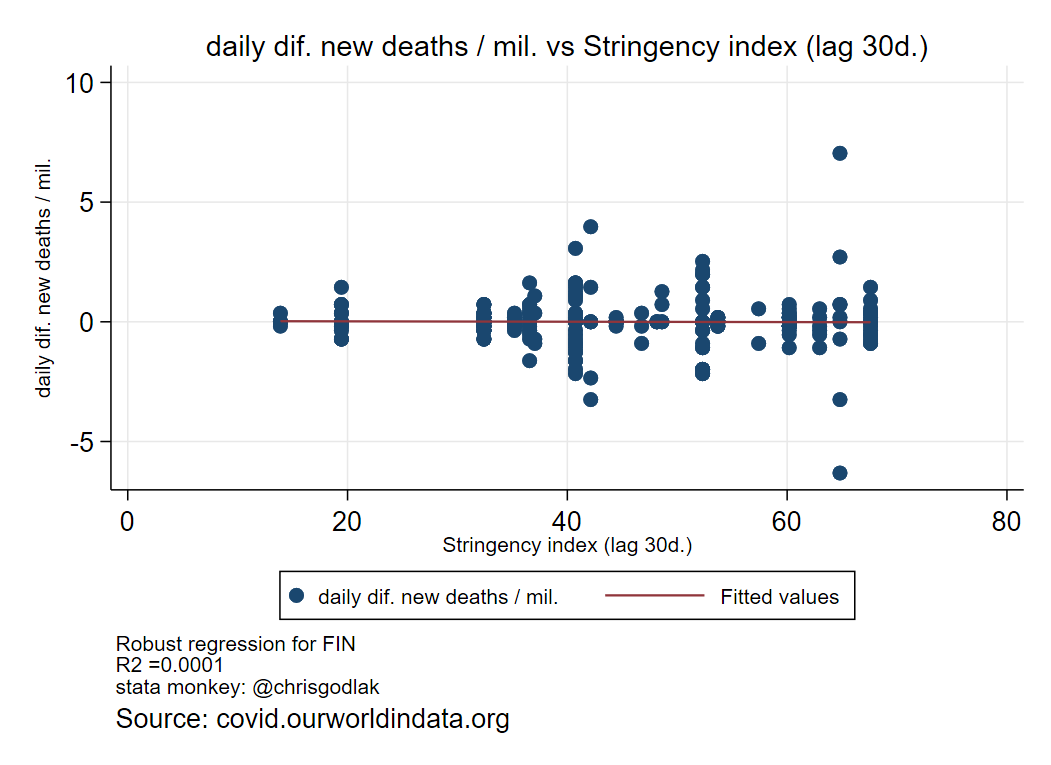 daily dif. new deaths / mil. vs Stringency index (lag 30d.)
daily dif. new deaths / mil.
10
5
0
-5
0 20 40 60 80
Stringency index (lag 30d.)
daily dif. new deaths / mil. Fitted values
Robust regression for FIN
R2 =0.0001
stata monkey: @chrisgodlak
Source: covid.ourworldindata.org